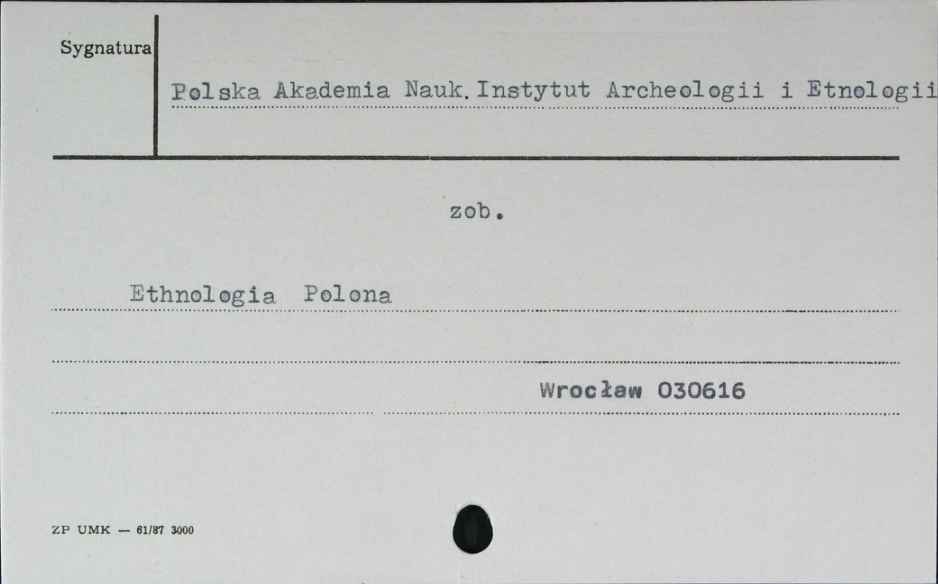 Sygnatura
Polska Akademia Nauk. Instytut Archeologii i Etnologii
zob.
Ethnologia Polona
Wrocław 030616
ZP UMK — 61/87 3000